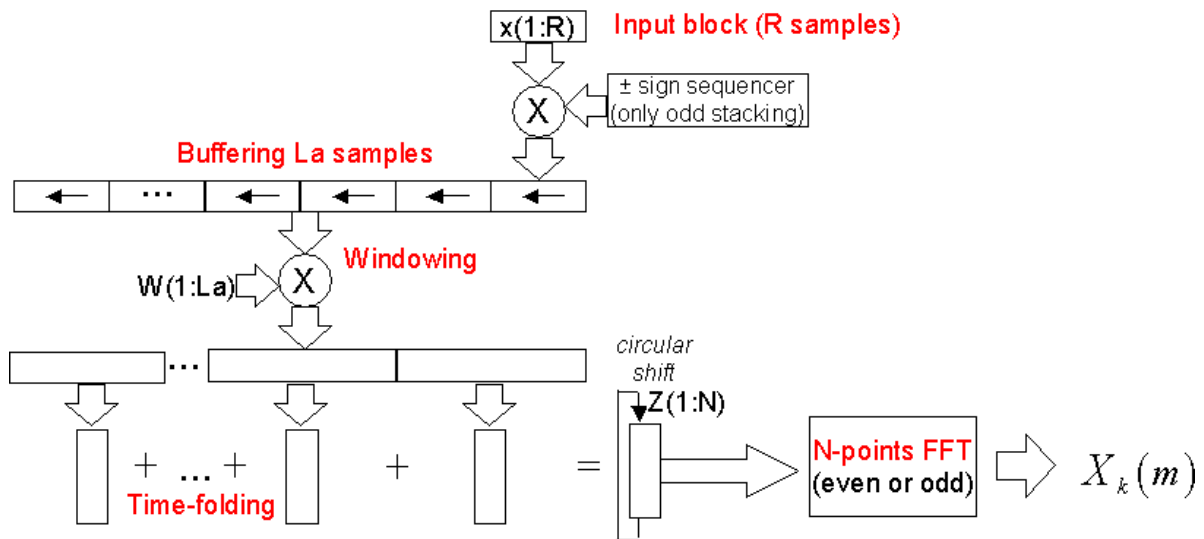 x(1:R)
Input block (R samples)
X
± sign sequencer
(only odd stacking)
Buffering La samples
...
Windowing
W(1:La)
X
...
circular
shift
Z(1:N)
+ ... + + =
Time-folding
N-points FFT
(even or odd)
X_k(m)